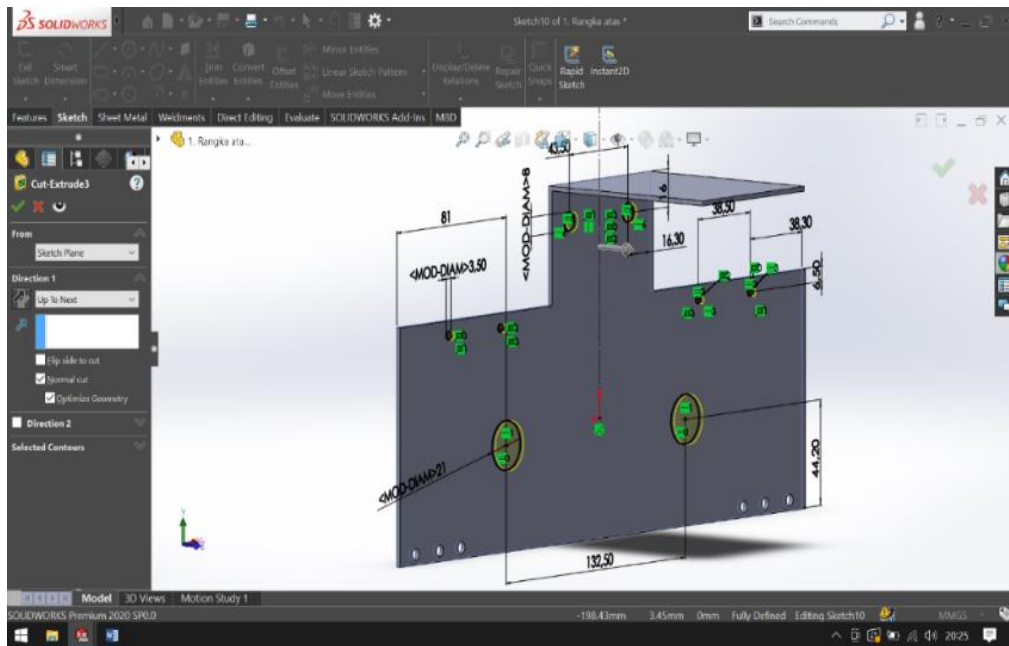 SOLIDWORKS
Sketch10 of 1. Rangka atas *
Search Commands
Exit Sketch
Smart Dimension
Trim Entities
Convert Entities
Offset Entities
Mirror Entities
Linear Sketch Pattern
Move Entities
Display/Delete Relations
Repair Sketch
Quick Snaps
Rapid Sketch
Instant2D
Features Sketch Sheet Metal Weldments Direct Editing Evaluate SOLIDWORKS Add-Ins MBD
1. Rangka ata...
Cut-Extrude3
From
Sketch Plane
Direction 1
Up To Next
Flip side to cut
Normal cut
Optimize Geometry
Direction 2
Selected Contours
43,50
<MOD-DIAM>8
81
<MOD-DIAM>3,50
16
16,30
38,50
38,30
6,50
<MOD-DIAM>21
44,20
132,50
Y
Model 3D Views Motion Study 1
SOLIDWORKS Premium 2020 SP0.0
-198.43mm 3.45mm 0mm Fully Defined Editing Sketch10 MMGS
20:25